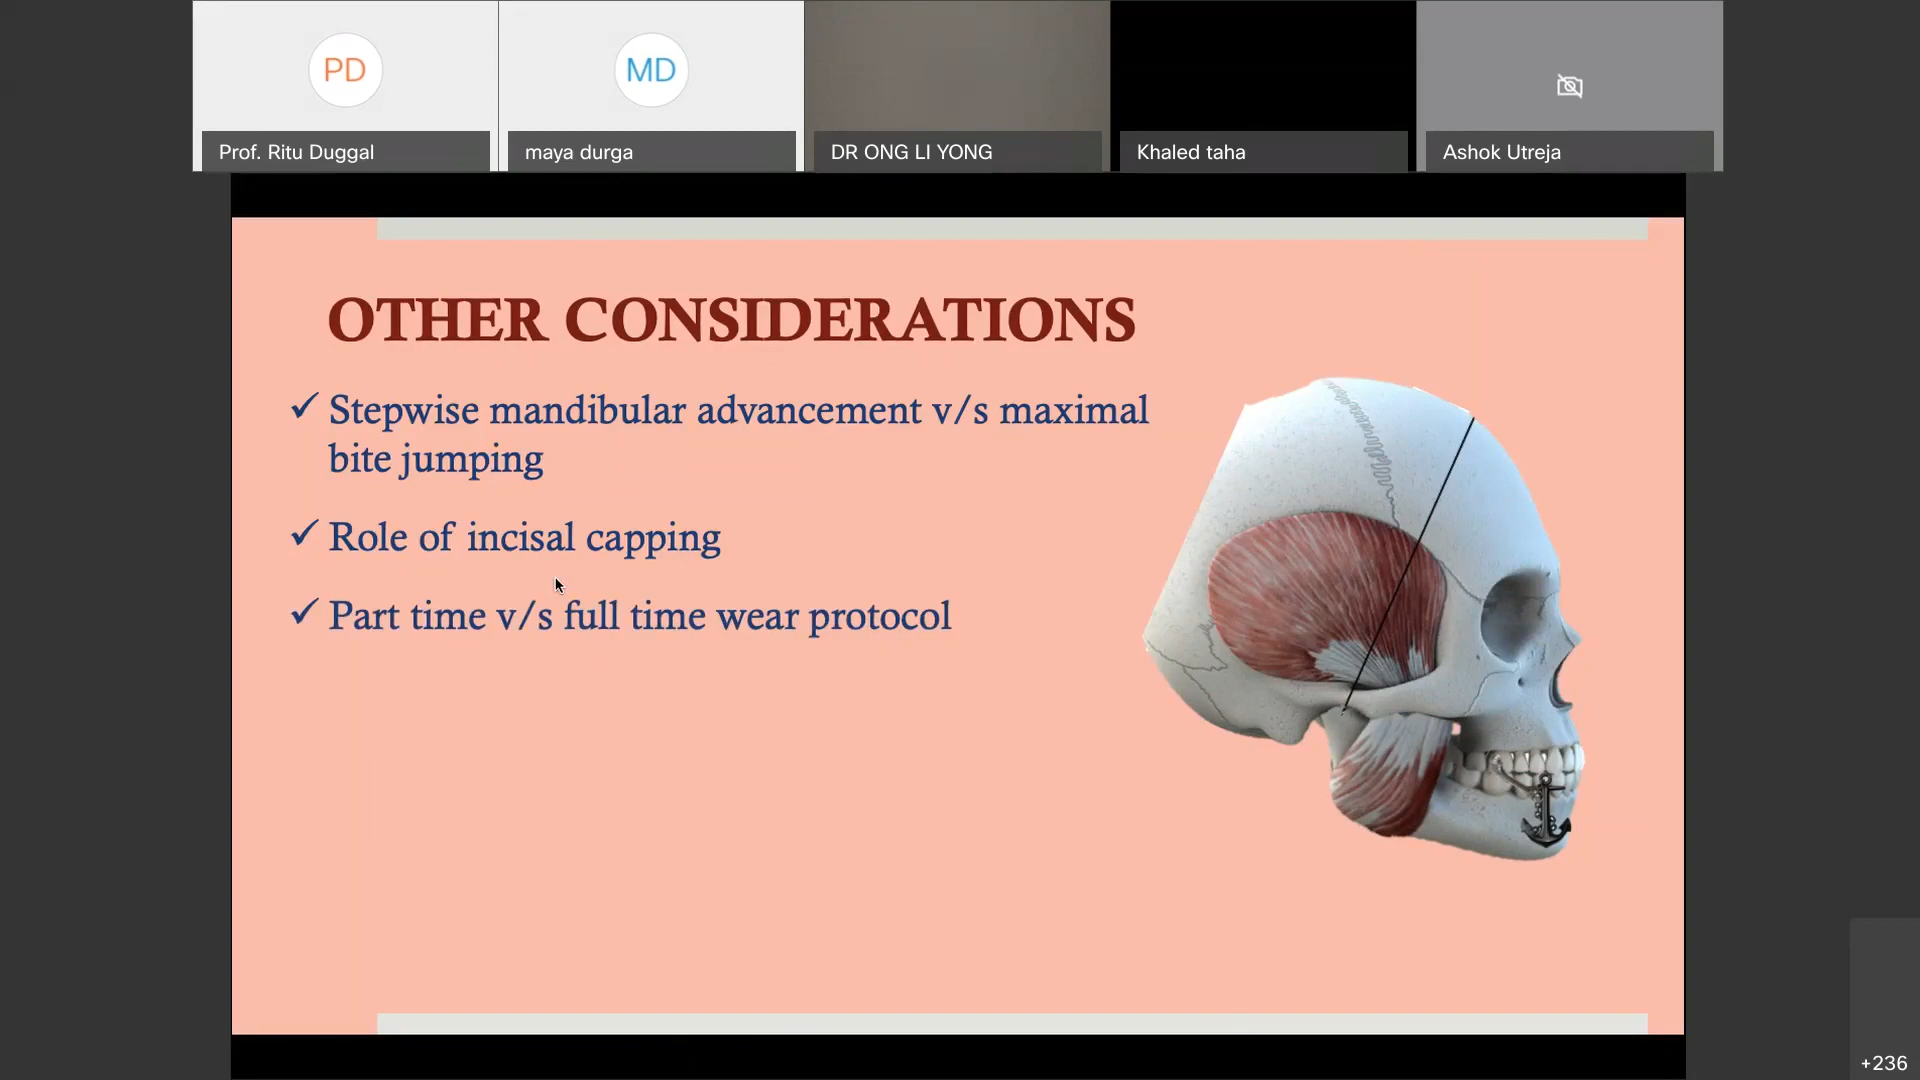 PD
MD
Prof. Ritu Duggal
maya durga
DR ONG LI YONG
Khaled taha
Ashok Utreja
OTHER CONSIDERATIONS
✓ Stepwise mandibular advancement v/s maximal
bite jumping
✓ Role of incisal capping
✓ Part time v/s full time wear protocol
+236